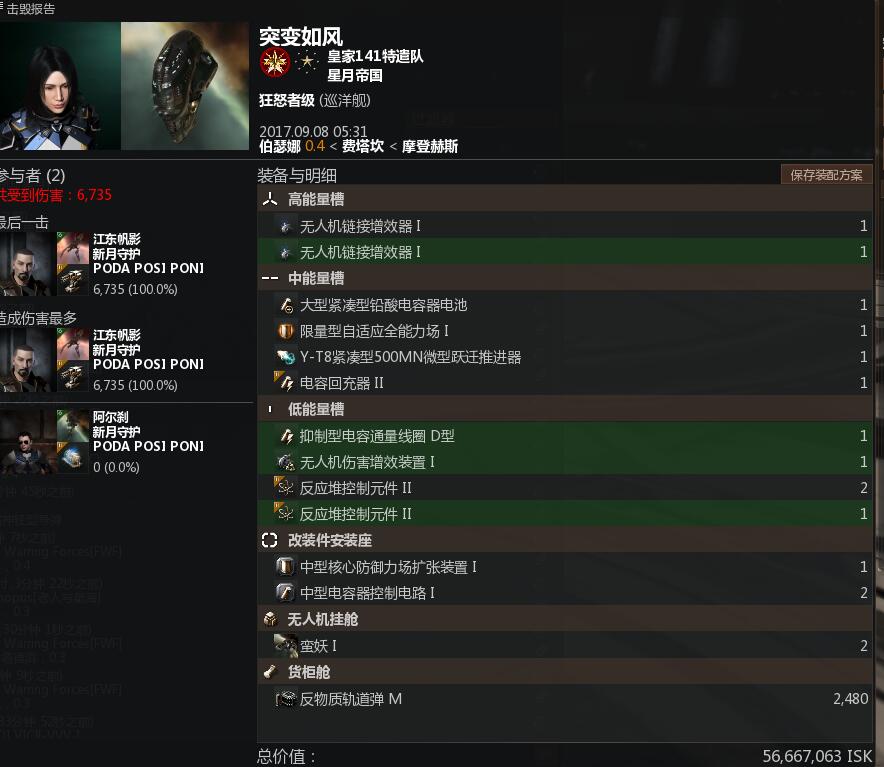 击毁报告
突变如风
皇家141特遣队
星月帝国
狂怒者级 (巡洋舰)
2017.09.08 05:31
伯瑟娜 0.4 < 费塔坎 < 摩登赫斯
参与者 (2)
共受到伤害：6,735
最后一击
江东帆影
新月守护
PODA POSI PONI
6,735 (100.0%)
造成伤害最多
江东帆影
新月守护
PODA POSI PONI
6,735 (100.0%)
阿尔刹
新月守护
PODA POSI PONI
0 (0.0%)
装备与明细
保存装配方案
高能量槽
无人机链接增效器 I 1
无人机链接增效器 I 1
中能量槽
大型紧凑型铅酸电容器电池 1
限量型自适应全能力场 I 1
Y-T8紧凑型500MN微型跃迁推进器 1
电容回充器 II 1
低能量槽
抑制型电容通量线圈 D型 1
无人机伤害增效装置 I 1
反应堆控制元件 II 2
反应堆控制元件 II 1
改装件安装座
中型核心防御力场扩张装置 I 1
中型电容器控制电路 I 2
无人机挂舱
蛮妖 I 2
货柜舱
反物质轨道弹 M 2,480
总价值： 56,667,063 ISK